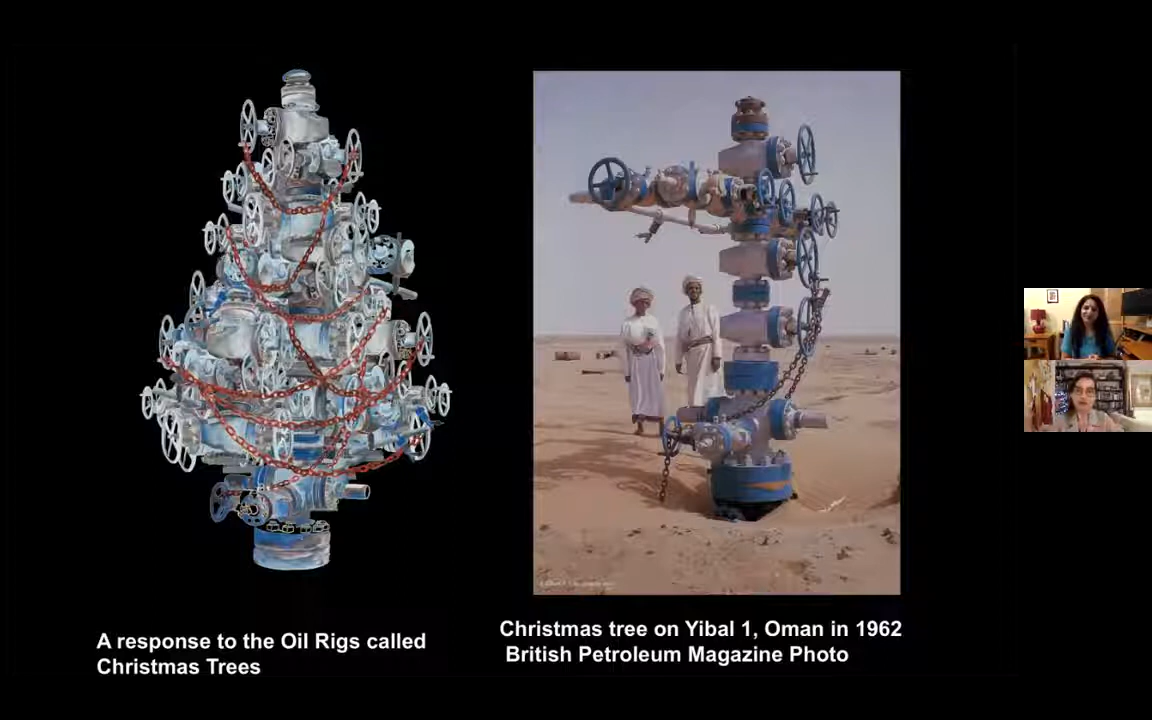 A response to the Oil Rigs called
Christmas Trees
Christmas tree on Yibal 1, Oman in 1962
British Petroleum Magazine Photo